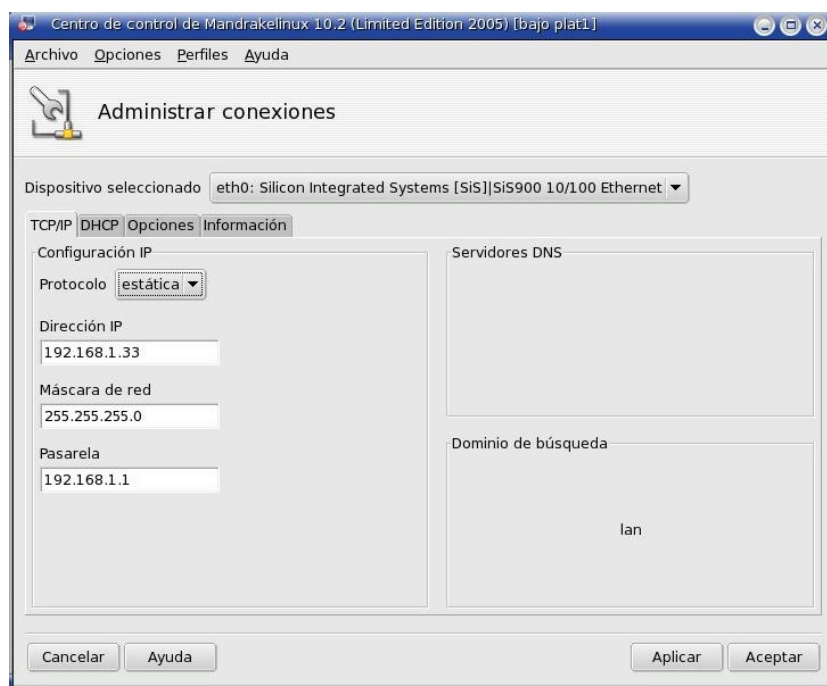 Centro de control de Mandrakelinux 10.2 (Limited Edition 2005) [bajo plat1]
Archivo Opciones Perfiles Ayuda
Administrar conexiones
Dispositivo seleccionado eth0: Silicon Integrated Systems [SiS]|SiS900 10/100 Ethernet
TCP/IP DHCP Opciones Información
Configuración IP
Protocolo estática
Dirección IP
192.168.1.33
Máscara de red
255.255.255.0
Pasarela
192.168.1.1
Servidores DNS
Dominio de búsqueda
lan
Cancelar Ayuda Aplicar Aceptar